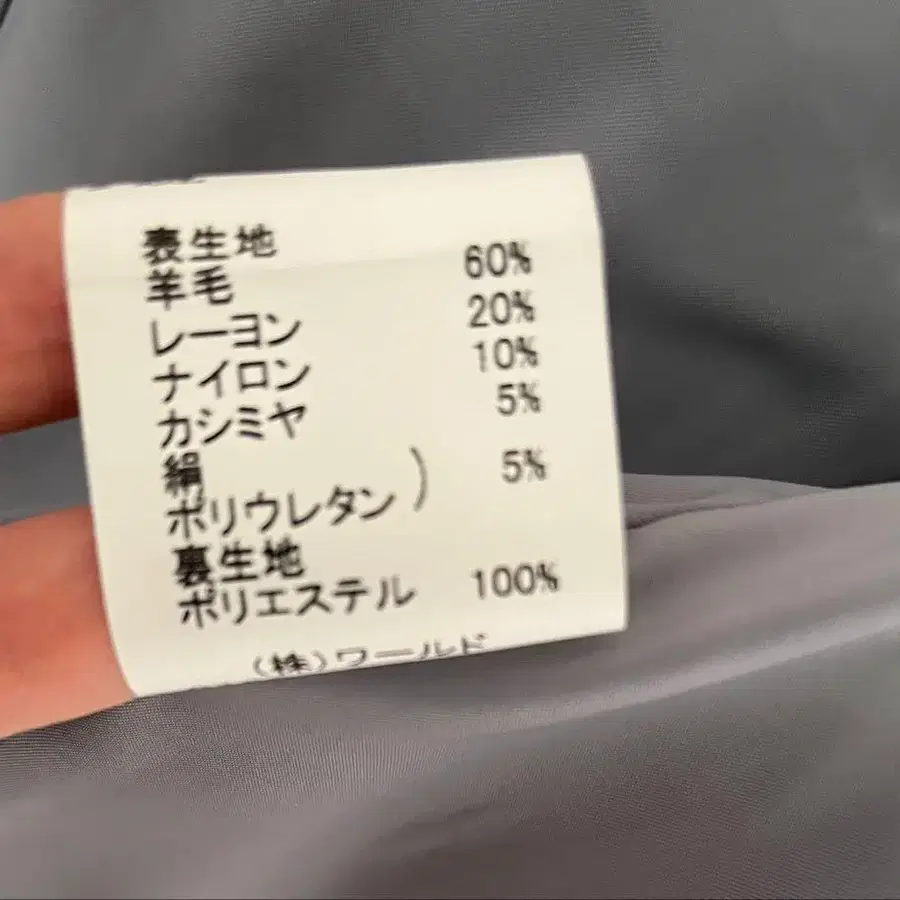 表生地
羊毛 60%
レーヨン 20%
ナイロン 10%
カシミヤ 5%
絹
ポリウレタン ) 5%
裏生地
ポリエステル 100%
(株)ワールド